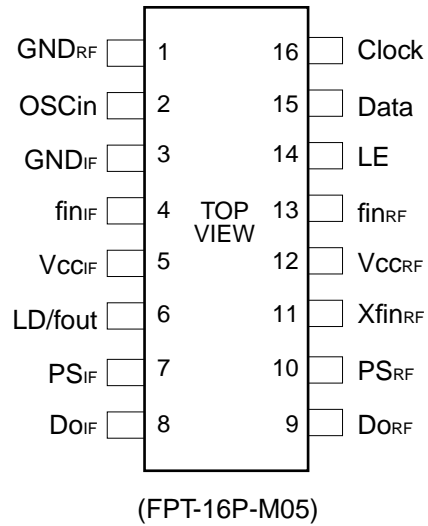 GNDRF 1 16 Clock
OSCin 2 15 Data
GNDIF 3 14 LE
finIF 4 TOP 13 finRF
VIEW
VccIF 5 12 VccRF
LD/fout 6 11 XfinRF
PSIF 7 10 PSRF
DoIF 8 9 DoRF
(FPT-16P-M05)